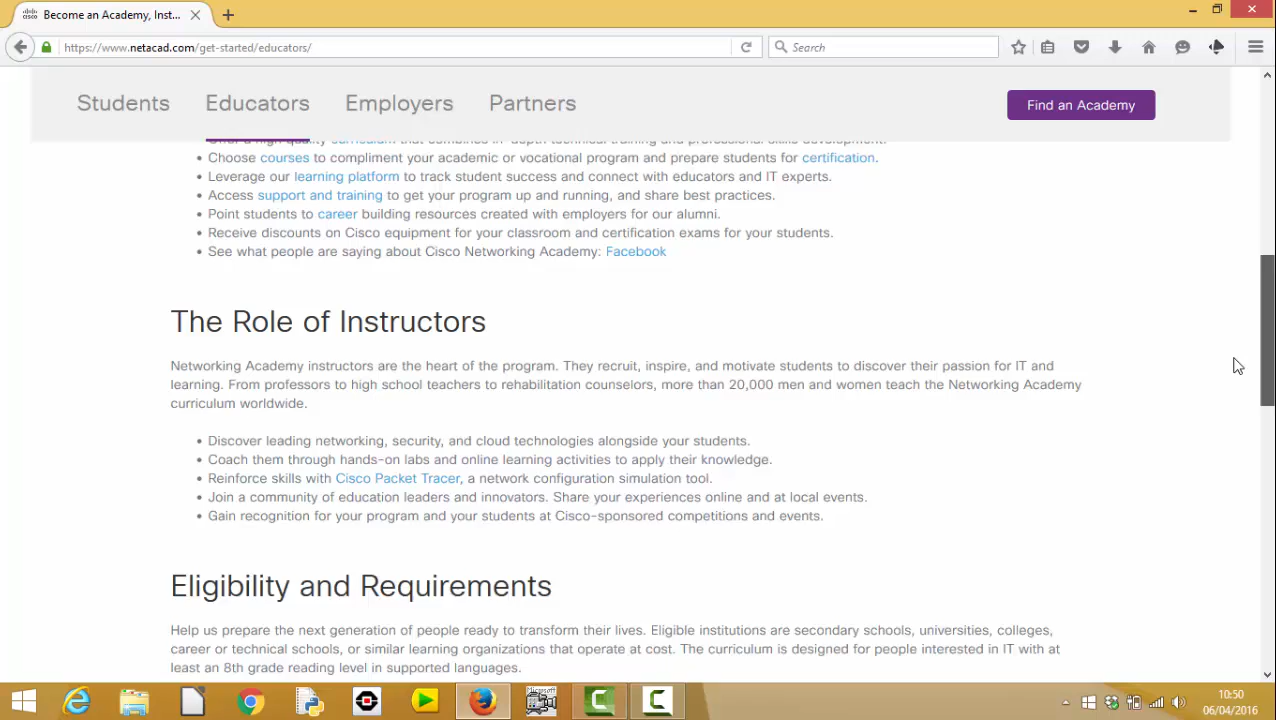 Become an Academy, Inst...
https://www.netacad.com/get-started/educators/
Search
Students
Educators
Employers
Partners
Find an Academy
Offer a high quality curriculum that combines in-depth technical training and professional skills development.
• Choose courses to compliment your academic or vocational program and prepare students for certification.
• Leverage our learning platform to track student success and connect with educators and IT experts.
• Access support and training to get your program up and running, and share best practices.
• Point students to career building resources created with employers for our alumni.
• Receive discounts on Cisco equipment for your classroom and certification exams for your students.
• See what people are saying about Cisco Networking Academy: Facebook
The Role of Instructors
Networking Academy instructors are the heart of the program. They recruit, inspire, and motivate students to discover their passion for IT and
learning. From professors to high school teachers to rehabilitation counselors, more than 20,000 men and women teach the Networking Academy
curriculum worldwide.
• Discover leading networking, security, and cloud technologies alongside your students.
• Coach them through hands-on labs and online learning activities to apply their knowledge.
• Reinforce skills with Cisco Packet Tracer, a network configuration simulation tool.
• Join a community of education leaders and innovators. Share your experiences online and at local events.
• Gain recognition for your program and your students at Cisco-sponsored competitions and events.
Eligibility and Requirements
Help us prepare the next generation of people ready to transform their lives. Eligible institutions are secondary schools, universities, colleges,
career or technical schools, or similar learning organizations that operate at cost. The curriculum is designed for people interested in IT with at
least an 8th grade reading level in supported languages.
10:50
06/04/2016